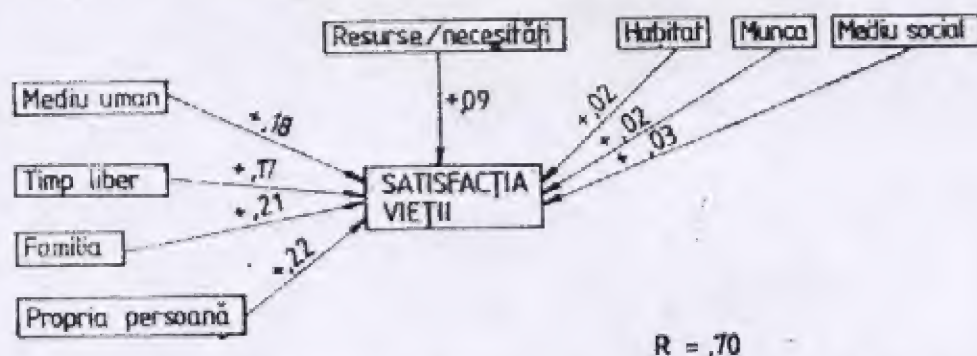 Resurse/necesități
Habitat
Munca
Mediu social
Mediu uman
Timp liber
Familia
Propria persoană
+,18
+,17
+,21
+,22
+,09
+,02
+,02
+,03
SATISFACȚIA
VIEȚII
R = ,70